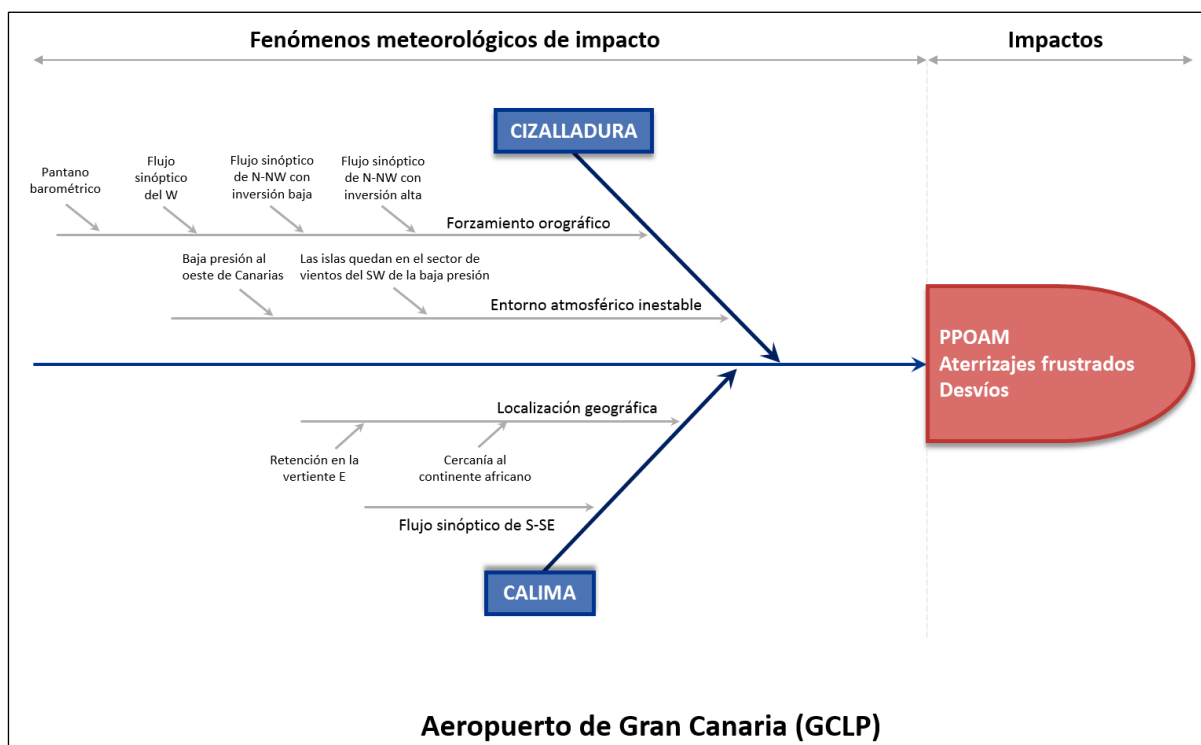 Fenómenos meteorológicos de impacto
Impactos
CIZALLADURA
Pantano
barométrico
Flujo
sinóptico
del W
Flujo sinóptico
de N-NW con
inversión baja
Flujo sinóptico
de N-NW con
inversión alta
Forzamiento orográfico
Baja presión al
oeste de Canarias
Las islas quedan en el sector de
vientos del SW de la baja presión
Entorno atmosférico inestable
PPOAM
Aterrizajes frustrados
Desvíos
Localización geográfica
Retención en la
vertiente E
Cercanía al
continente africano
Flujo sinóptico de S-SE
CALIMA
Aeropuerto de Gran Canaria (GCLP)